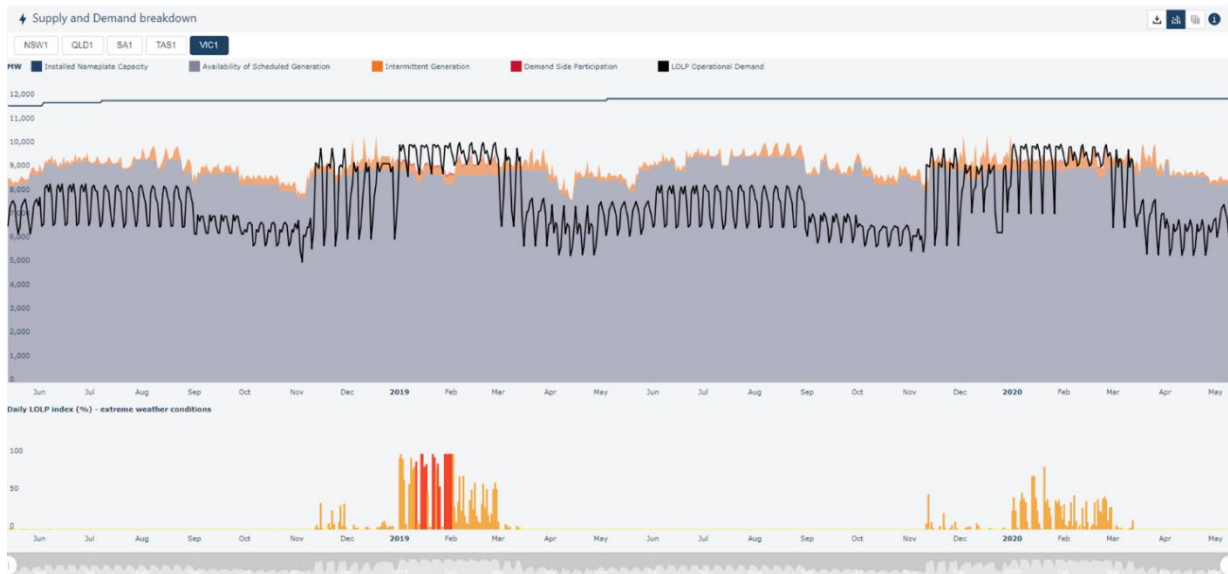 Supply and Demand breakdown
NSW1 QLD1 SA1 TAS1 VIC1
MW Installed Nameplate Capacity Availability of Scheduled Generation Intermittent Generation Demand Side Participation LOLP Operational Demand
12,000
11,000
10,000
9,000
8,000
7,000
6,000
5,000
4,000
3,000
2,000
1,000
0
Jun Jul Aug Sep Oct Nov Dec 2019 Feb Mar Apr May Jun Jul Aug Sep Oct Nov Dec 2020 Feb Mar Apr May
Daily LOLP index (%) - extreme weather conditions
100
50
0
Jun Jul Aug Sep Oct Nov Dec 2019 Feb Mar Apr May Jun Jul Aug Sep Oct Nov Dec 2020 Feb Mar Apr May